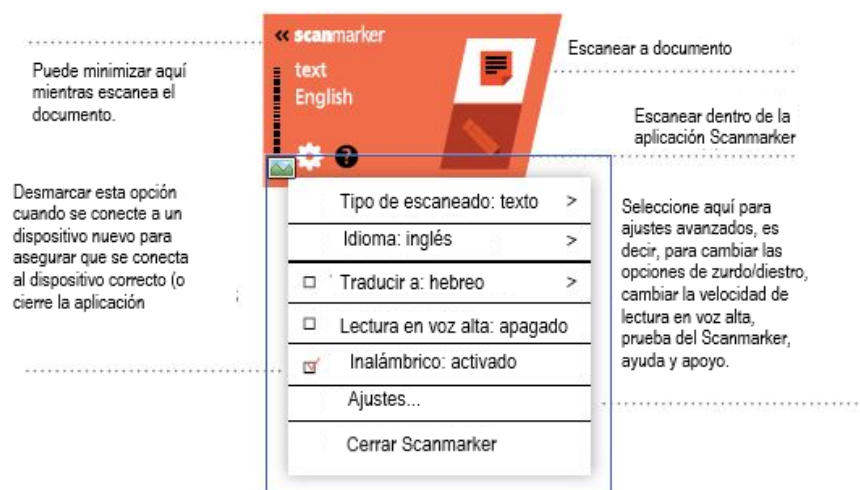 « scanmarker
text
English
?
Puede minimizar aquí
mientras escanea el
documento.
Escanear a documento
Escanear dentro de la
aplicación Scanmarker
Desmarcar esta opción
cuando se conecte a un
dispositivo nuevo para
asegurar que se conecta
al dispositivo correcto (o
cierre la aplicación
;
Tipo de escaneado: texto >
Idioma: inglés >
Traducir a: hebreo >
Lectura en voz alta: apagado
Inalámbrico: activado
Ajustes...
Cerrar Scanmarker
Seleccione aquí para
ajustes avanzados, es
decir, para cambiar las
opciones de zurdo/diestro,
cambiar la velocidad de
lectura en voz alta,
prueba del Scanmarker,
ayuda y apoyo.